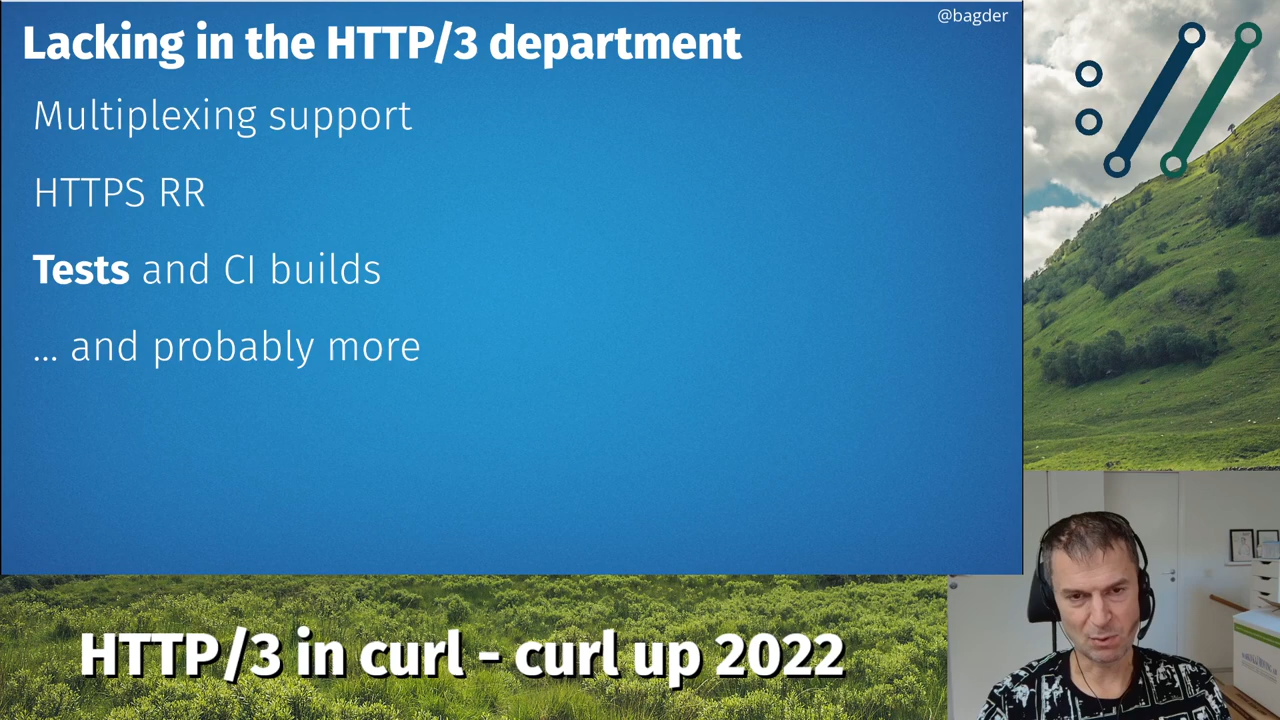 @bagder
Lacking in the HTTP/3 department
Multiplexing support
HTTPS RR
Tests and CI builds
... and probably more
HTTP/3 in curl - curl up 2022